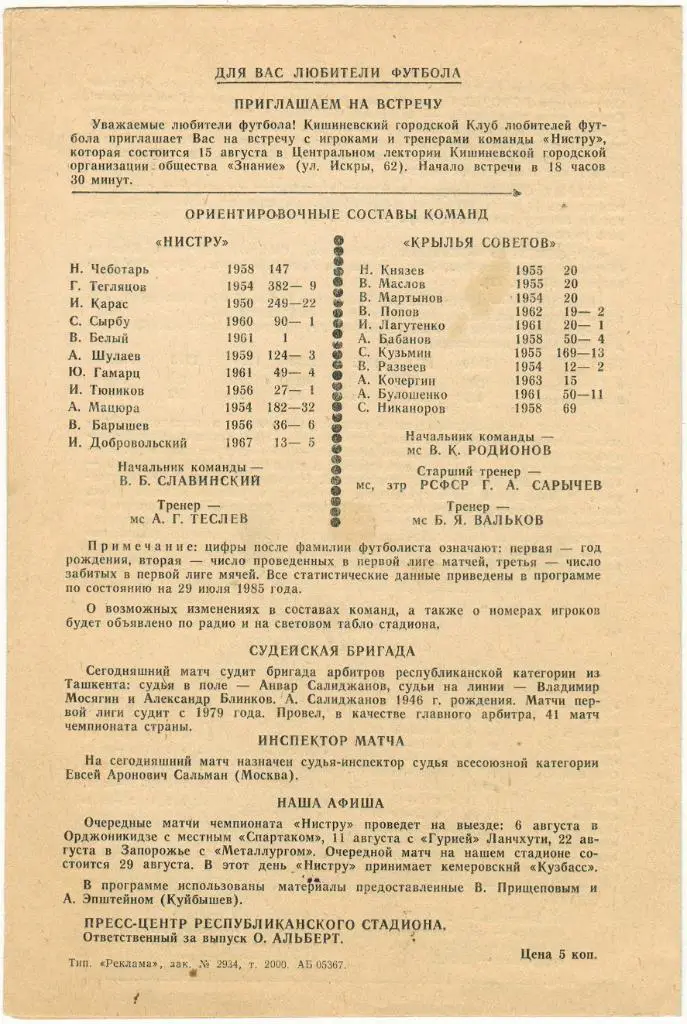 ДЛЯ ВАС ЛЮБИТЕЛИ ФУТБОЛА
ПРИГЛАШАЕМ НА ВСТРЕЧУ
Уважаемые любители футбола! Кишиневский городской Клуб любителей фут-
бола приглашает Вас на встречу с игроками и тренерами команды «Нистру»,
которая состоится 15 августа в Центральном лектории Кишиневской городской
организации общества «Знание» (ул. Искры, 62). Начало встречи в 18 часов
30 минут.
ОРИЕНТИРОВОЧНЫЕ СОСТАВЫ КОМАНД
«НИСТРУ»
Н. Чеботарь 1958 147
Г. Тегляцов 1954 382— 9
И. Карас 1950 249—22
С. Сырбу 1960 90— 1
В. Белый 1961 1
А. Шулаев 1959 124— 3
Ю. Гамарц 1961 49— 4
И. Тюников 1956 27— 1
А. Мацюра 1954 182—32
В. Барышев 1956 36— 6
И. Добровольский 1967 13— 5
Начальник команды —
В. Б. СЛАВИНСКИЙ
Тренер —
мс А. Г. ТЕСЛЕВ
«КРЫЛЬЯ СОВЕТОВ»
Н. Князев 1955 20
В. Маслов 1955 20
В. Мартынов 1954 20
В. Попов 1962 19— 2
И. Лагутенко 1961 20— 1
А. Бабанов 1958 50— 4
С. Кузьмин 1955 169—13
В. Развеев 1954 12— 2
А. Кочергин 1963 15
А. Булошенко 1961 50—11
С. Никаноров 1958 69
Начальник команды —
мс В. К. РОДИОНОВ
Старший тренер —
мс, зтр РСФСР Г. А. САРЫЧЕВ
Тренер —
мс Б. Я. ВАЛЬКОВ
Примечание: цифры после фамилии футболиста означают: первая — год
рождения, вторая — число проведенных в первой лиге матчей, третья — число
забитых в первой лиге мячей. Все статистические данные приведены в программе
по состоянию на 29 июля 1985 года.
О возможных изменениях в составах команд, а также о номерах игроков
будет объявлено по радио и на световом табло стадиона.
СУДЕЙСКАЯ БРИГАДА
Сегодняшний матч судит бригада арбитров республиканской категории из
Ташкента: судья в поле — Анвар Салиджанов, судьи на линии — Владимир
Мосягин и Александр Блинков. А. Салиджанов 1946 г. рождения. Матчи пер-
вой лиги судит с 1979 года. Провел, в качестве главного арбитра, 41 матч
чемпионата страны.
ИНСПЕКТОР МАТЧА
На сегодняшний матч назначен судья-инспектор судья всесоюзной категории
Евсей Аронович Сальман (Москва).
НАША АФИША
Очередные матчи чемпионата «Нистру» проведет на выезде: 6 августа в
Орджоникидзе с местным «Спартаком», 11 августа с «Гурией» Ланчхути, 22 ав-
густа в Запорожье с «Металлургом». Очередной матч на нашем стадионе со-
стоится 29 августа. В этот день «Нистру» принимает кемеровский «Кузбасс».
В программе использованы материалы предоставленные В. Прищеповым и
А. Эпштейном (Куйбышев).
ПРЕСС-ЦЕНТР РЕСПУБЛИКАНСКОГО СТАДИОНА.
Ответственный за выпуск О. АЛЬБЕРТ.
Цена 5 коп.
Тип. «Реклама», зак. № 2934, т. 2000. АБ 05367.